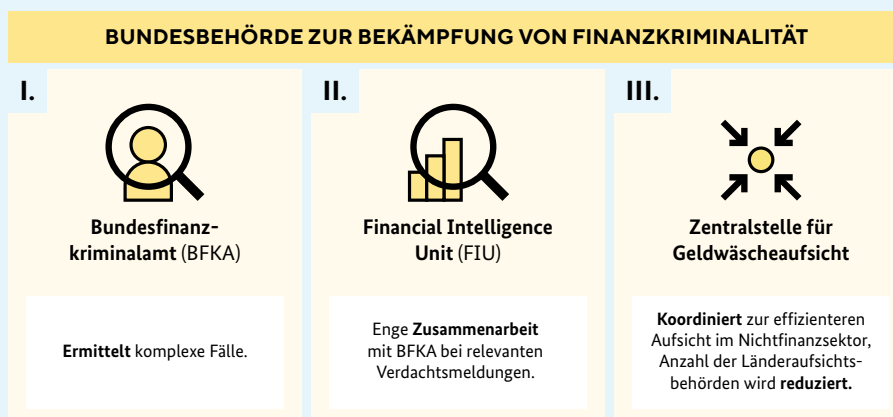 BUNDESBEHÖRDE ZUR BEKÄMPFUNG VON FINANZKRIMINALITÄT
I.
Bundesfinanz-
kriminalamt (BFKA)
Ermittelt komplexe Fälle.
II.
Financial Intelligence
Unit (FIU)
Enge Zusammenarbeit
mit BFKA bei relevanten
Verdachtsmeldungen.
III.
Zentralstelle für
Geldwäscheaufsicht
Koordiniert zur effizienteren
Aufsicht im Nichtfinanzsektor,
Anzahl der Länderaufsichts-
behörden wird reduziert.